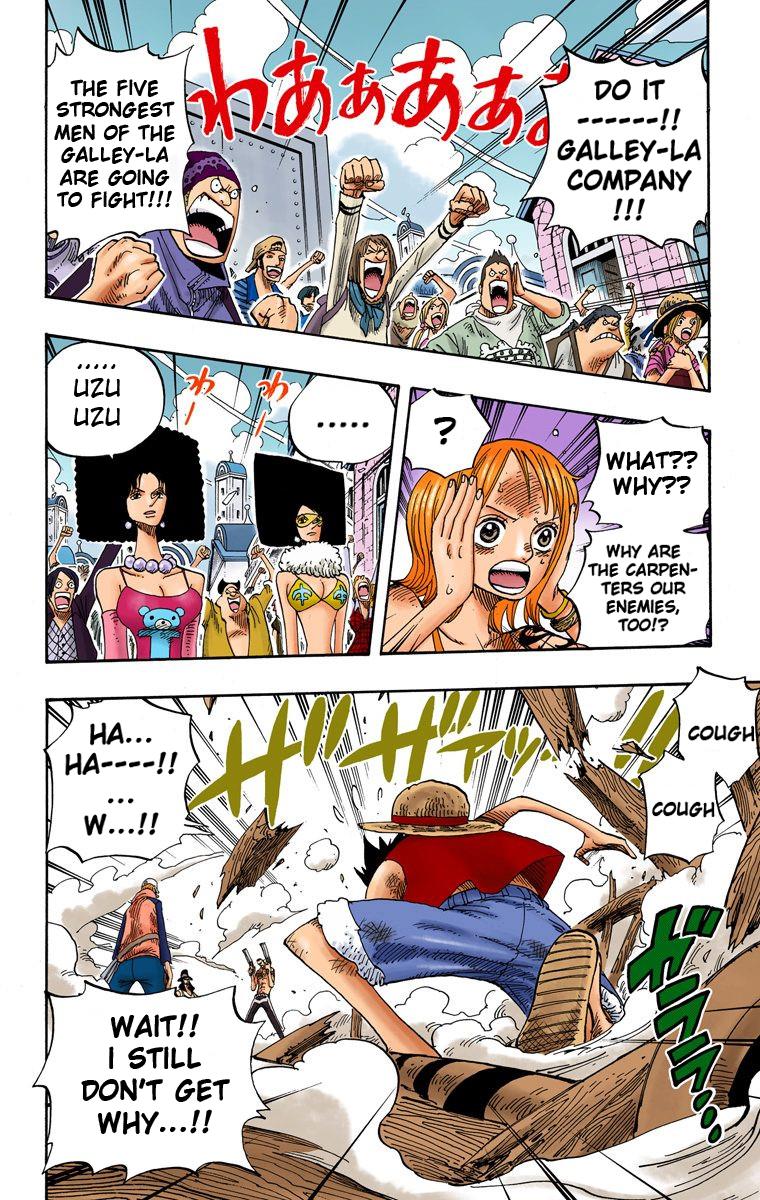 THE FIVE
STRONGEST
MEN OF THE
GALLEY-LA
ARE GOING
TO FIGHT!!!
わあぁあぁぁ
DO IT
------!!
GALLEY-LA
COMPANY
!!!
.....
UZU
UZU
わ
わ
.....
?
WHAT??
WHY??
WHY ARE
THE CARPEN-
TERS OUR
ENEMIES,
TOO!?
HA...
HA----!!
...
W...!!
ザザァッ…!!
COUGH
COUGH
WAIT!!
I STILL
DON'T GET
WHY...!!